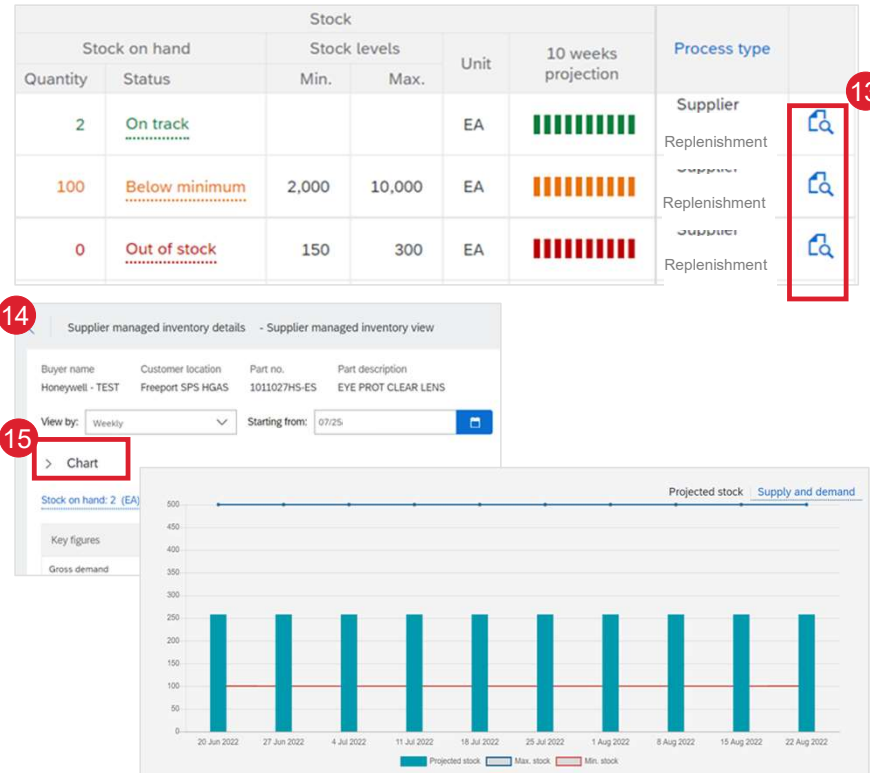 Stock
Stock on hand Stock levels Unit 10 weeks projection Process type
Quantity Status Min. Max.
13
2 On track EA Supplier
Replenishment
100 Below minimum 2,000 10,000 EA Supplier
Replenishment
0 Out of stock 150 300 EA Supplier
Replenishment
14
Supplier managed inventory details - Supplier managed inventory view
Buyer name Customer location Part no. Part description
Honeywell - TEST Freeport SPS HGAS 1011027HS-ES EYE PROT CLEAR LENS
View by: Weekly Starting from: 07/25
15
Chart
Stock on hand: 2 (EA)
Key figures
Gross demand
Projected stock Supply and demand
500
450
400
350
300
250
200
150
100
50
0
20 Jun 2022 27 Jun 2022 4 Jul 2022 11 Jul 2022 18 Jul 2022 25 Jul 2022 1 Aug 2022 8 Aug 2022 15 Aug 2022 22 Aug 2022
Projected stock Max. stock Min. stock